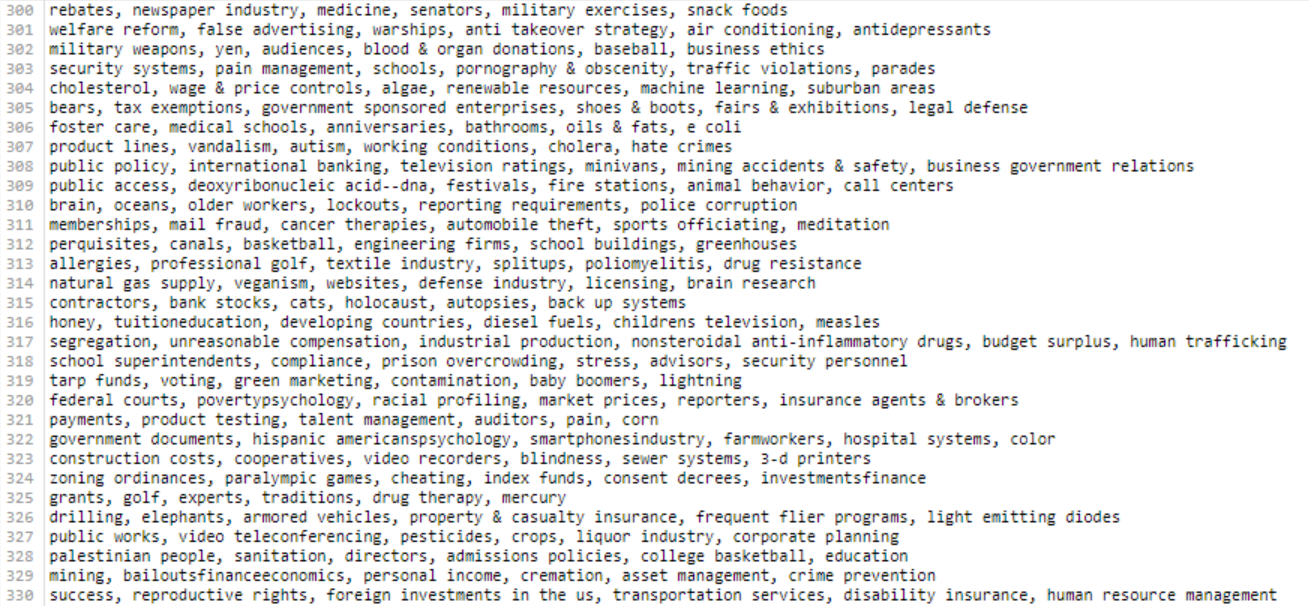 300 rebates, newspaper industry, medicine, senators, military exercises, snack foods
301 welfare reform, false advertising, warships, anti takeover strategy, air conditioning, antidepressants
302 military weapons, yen, audiences, blood & organ donations, baseball, business ethics
303 security systems, pain management, schools, pornography & obscenity, traffic violations, parades
304 cholesterol, wage & price controls, algae, renewable resources, machine learning, suburban areas
305 bears, tax exemptions, government sponsored enterprises, shoes & boots, fairs & exhibitions, legal defense
306 foster care, medical schools, anniversaries, bathrooms, oils & fats, e coli
307 product lines, vandalism, autism, working conditions, cholera, hate crimes
308 public policy, international banking, television ratings, minivans, mining accidents & safety, business government relations
309 public access, deoxyribonucleic acid--dna, festivals, fire stations, animal behavior, call centers
310 brain, oceans, older workers, lockouts, reporting requirements, police corruption
311 memberships, mail fraud, cancer therapies, automobile theft, sports officiating, meditation
312 perquisites, canals, basketball, engineering firms, school buildings, greenhouses
313 allergies, professional golf, textile industry, splitups, poliomyelitis, drug resistance
314 natural gas supply, veganism, websites, defense industry, licensing, brain research
315 contractors, bank stocks, cats, holocaust, autopsies, back up systems
316 honey, tuitioneducation, developing countries, diesel fuels, childrens television, measles
317 segregation, unreasonable compensation, industrial production, nonsteroidal anti-inflammatory drugs, budget surplus, human trafficking
318 school superintendents, compliance, prison overcrowding, stress, advisors, security personnel
319 tarp funds, voting, green marketing, contamination, baby boomers, lightning
320 federal courts, povertypsychology, racial profiling, market prices, reporters, insurance agents & brokers
321 payments, product testing, talent management, auditors, pain, corn
322 government documents, hispanic americanspsychology, smartphonesindustry, farmworkers, hospital systems, color
323 construction costs, cooperatives, video recorders, blindness, sewer systems, 3-d printers
324 zoning ordinances, paralympic games, cheating, index funds, consent decrees, investmentsfinance
325 grants, golf, experts, traditions, drug therapy, mercury
326 drilling, elephants, armored vehicles, property & casualty insurance, frequent flier programs, light emitting diodes
327 public works, video teleconferencing, pesticides, crops, liquor industry, corporate planning
328 palestinian people, sanitation, directors, admissions policies, college basketball, education
329 mining, bailoutsfinanceeconomics, personal income, cremation, asset management, crime prevention
330 success, reproductive rights, foreign investments in the us, transportation services, disability insurance, human resource management